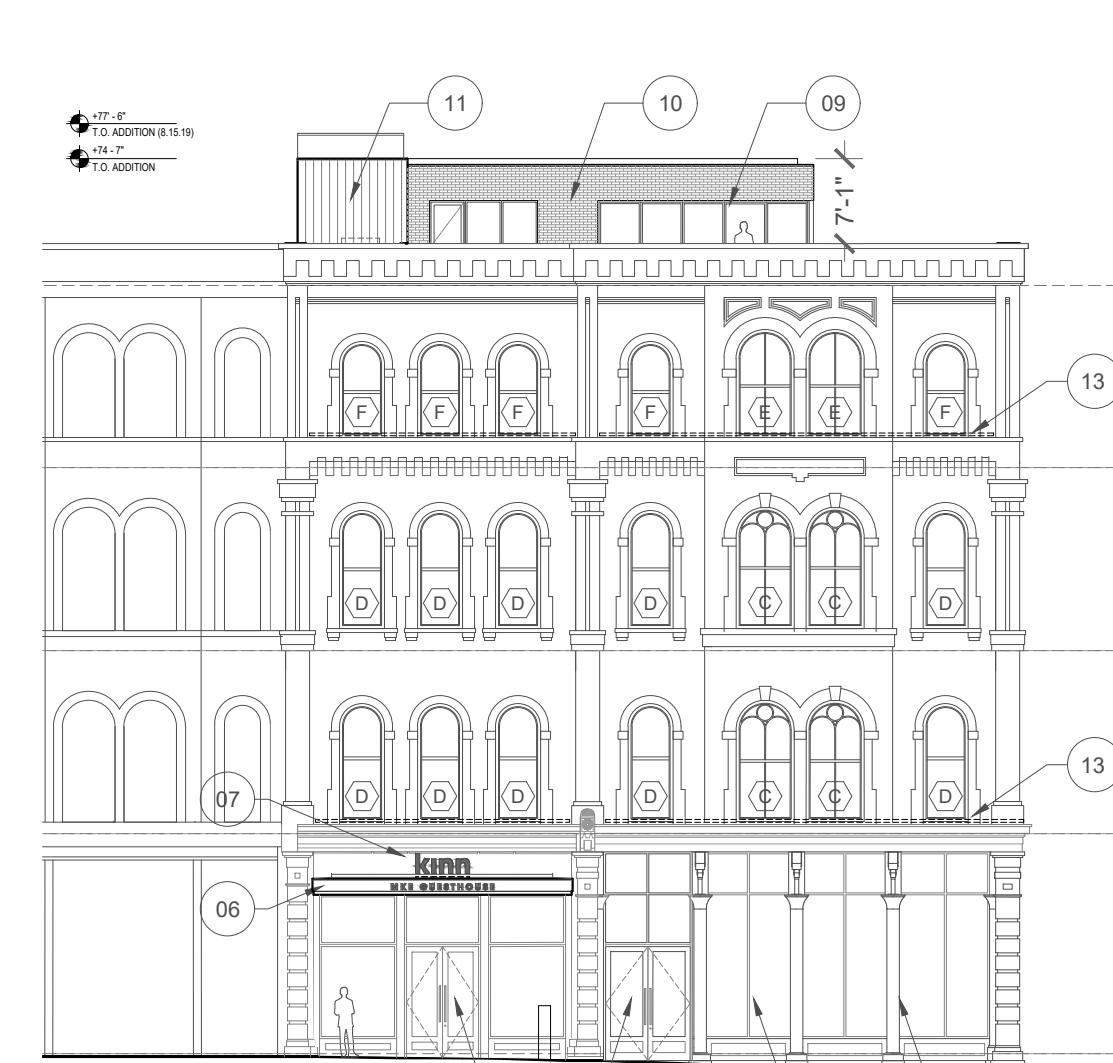 11
10
09
+77' - 6"
T.O. ADDITION (8.15.19)
+74 - 7"
T.O. ADDITION
7'-1"
13
F F F F E E F
D D D D C C D
13
D D D D C C D
07
kinn
MKE GUESTHOUSE
06